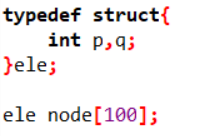 typedef struct{
    int p,q;
}ele;

ele node[100];